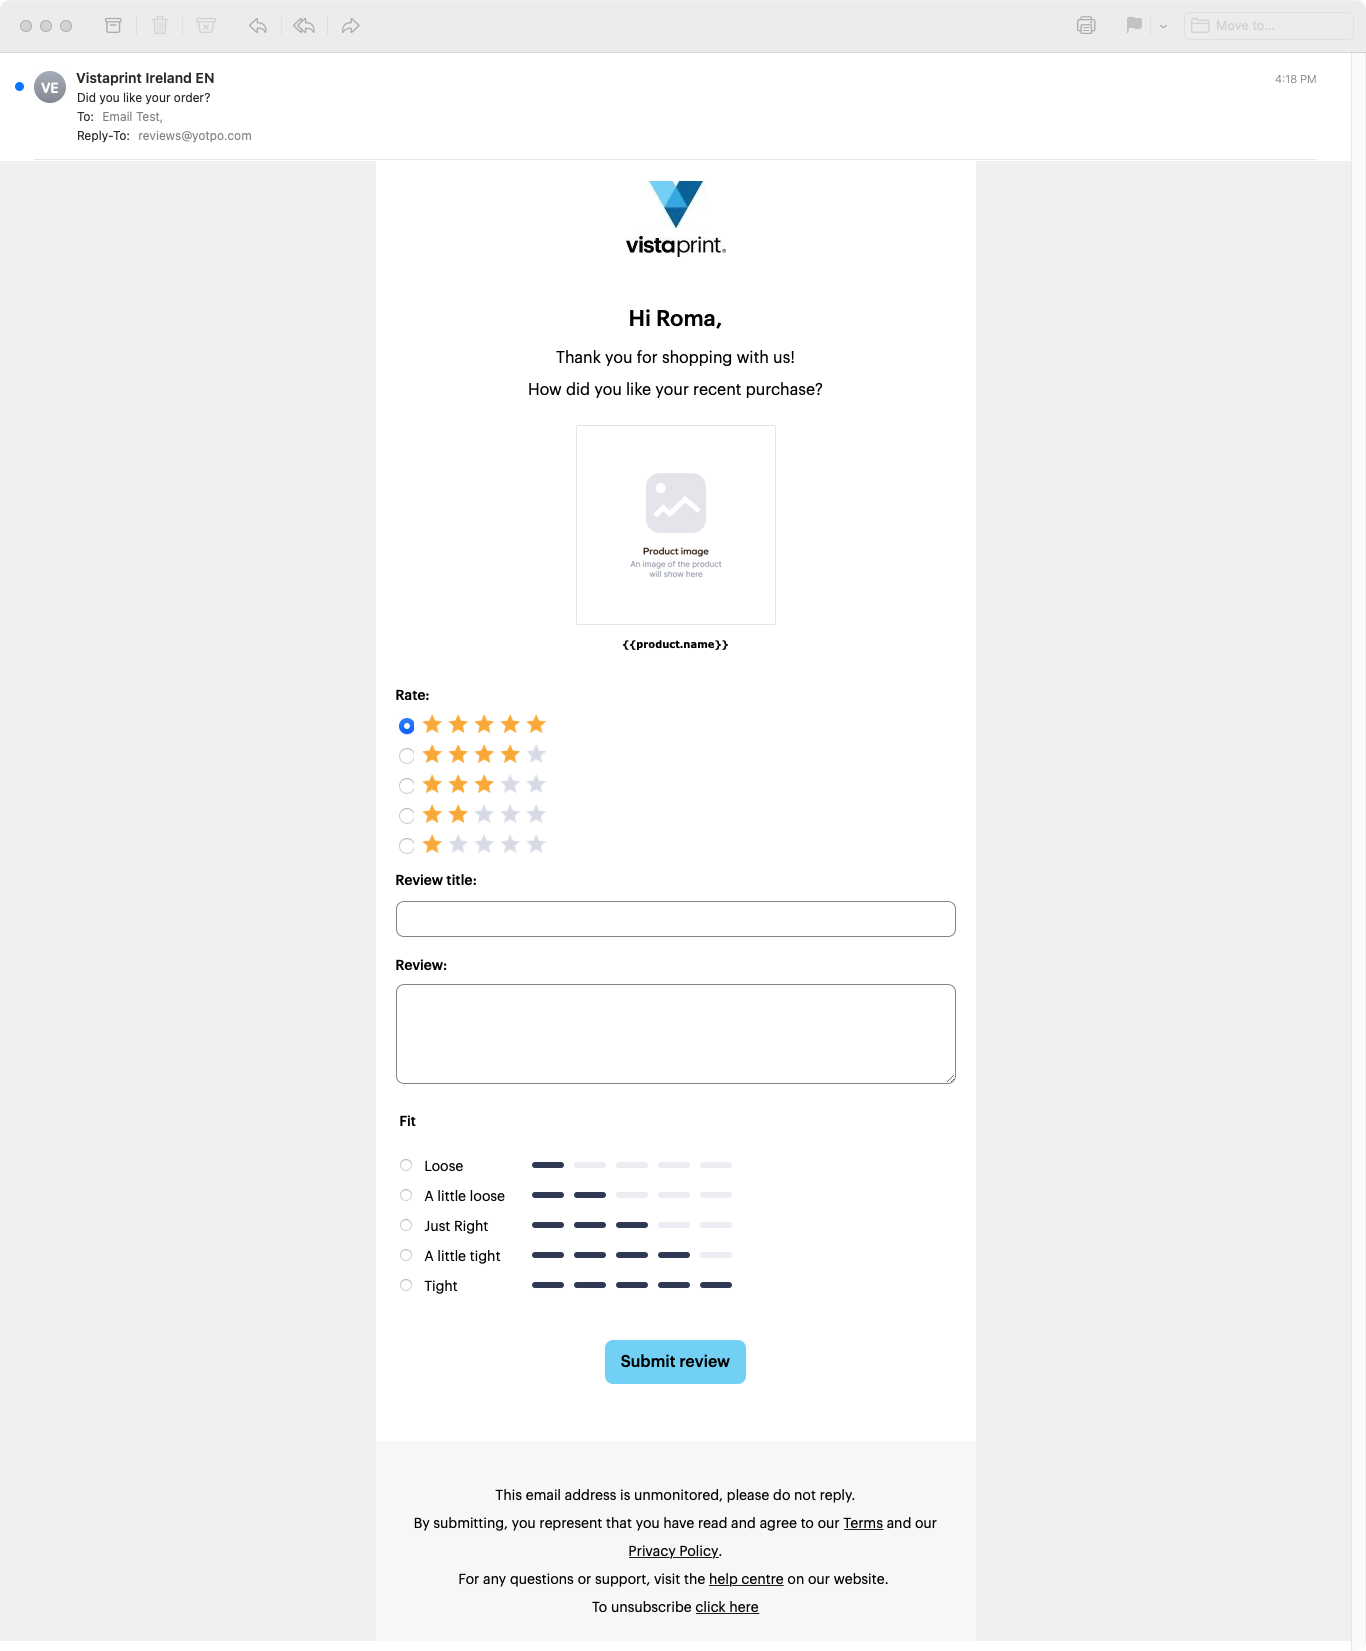 Move to...
VE
Vistaprint Ireland EN
4:18 PM
Did you like your order?
To: Email Test,
Reply-To: reviews@yotpo.com
vistaprint®
Hi Roma,
Thank you for shopping with us!
How did you like your recent purchase?
Product image
An image of the product
will show here
{{product.name}}
Rate:
Review title:
Review:
Fit
Loose
A little loose
Just Right
A little tight
Tight
Submit review
This email address is unmonitored, please do not reply.
By submitting, you represent that you have read and agree to our Terms and our
Privacy Policy.
For any questions or support, visit the help centre on our website.
To unsubscribe click here